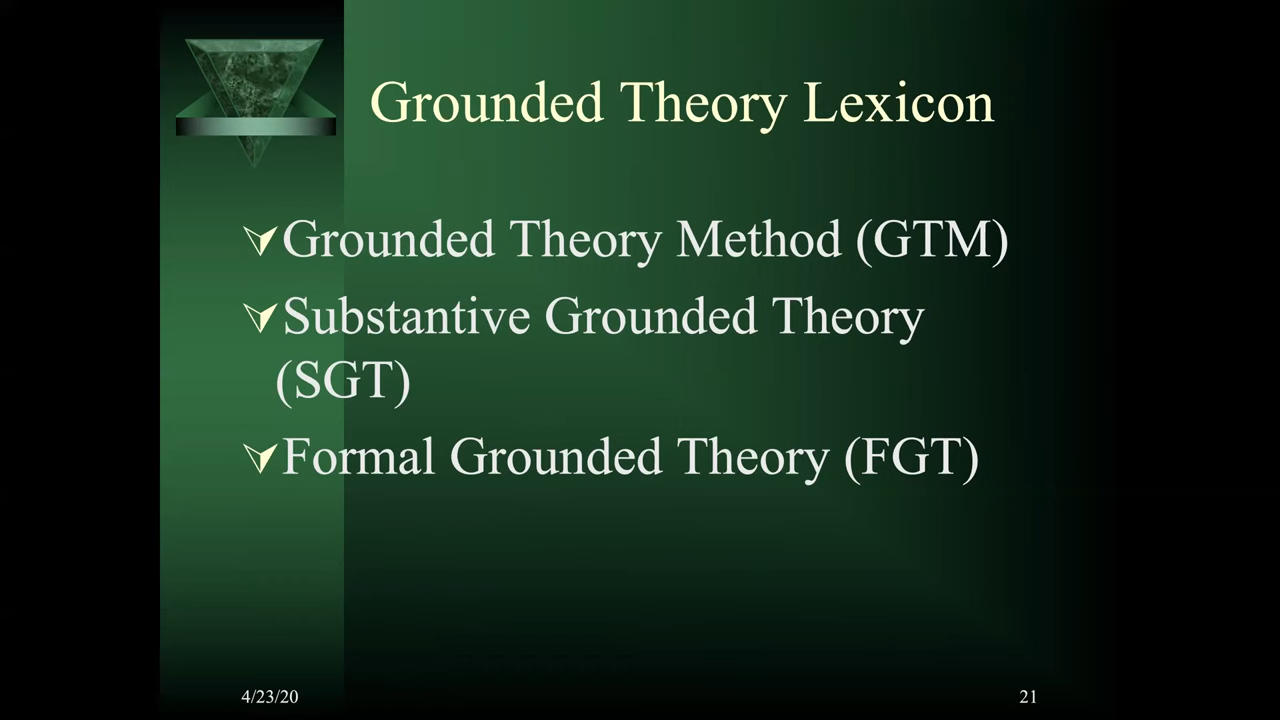 Grounded Theory Lexicon
Grounded Theory Method (GTM)
Substantive Grounded Theory
(SGT)
Formal Grounded Theory (FGT)
4/23/20
21